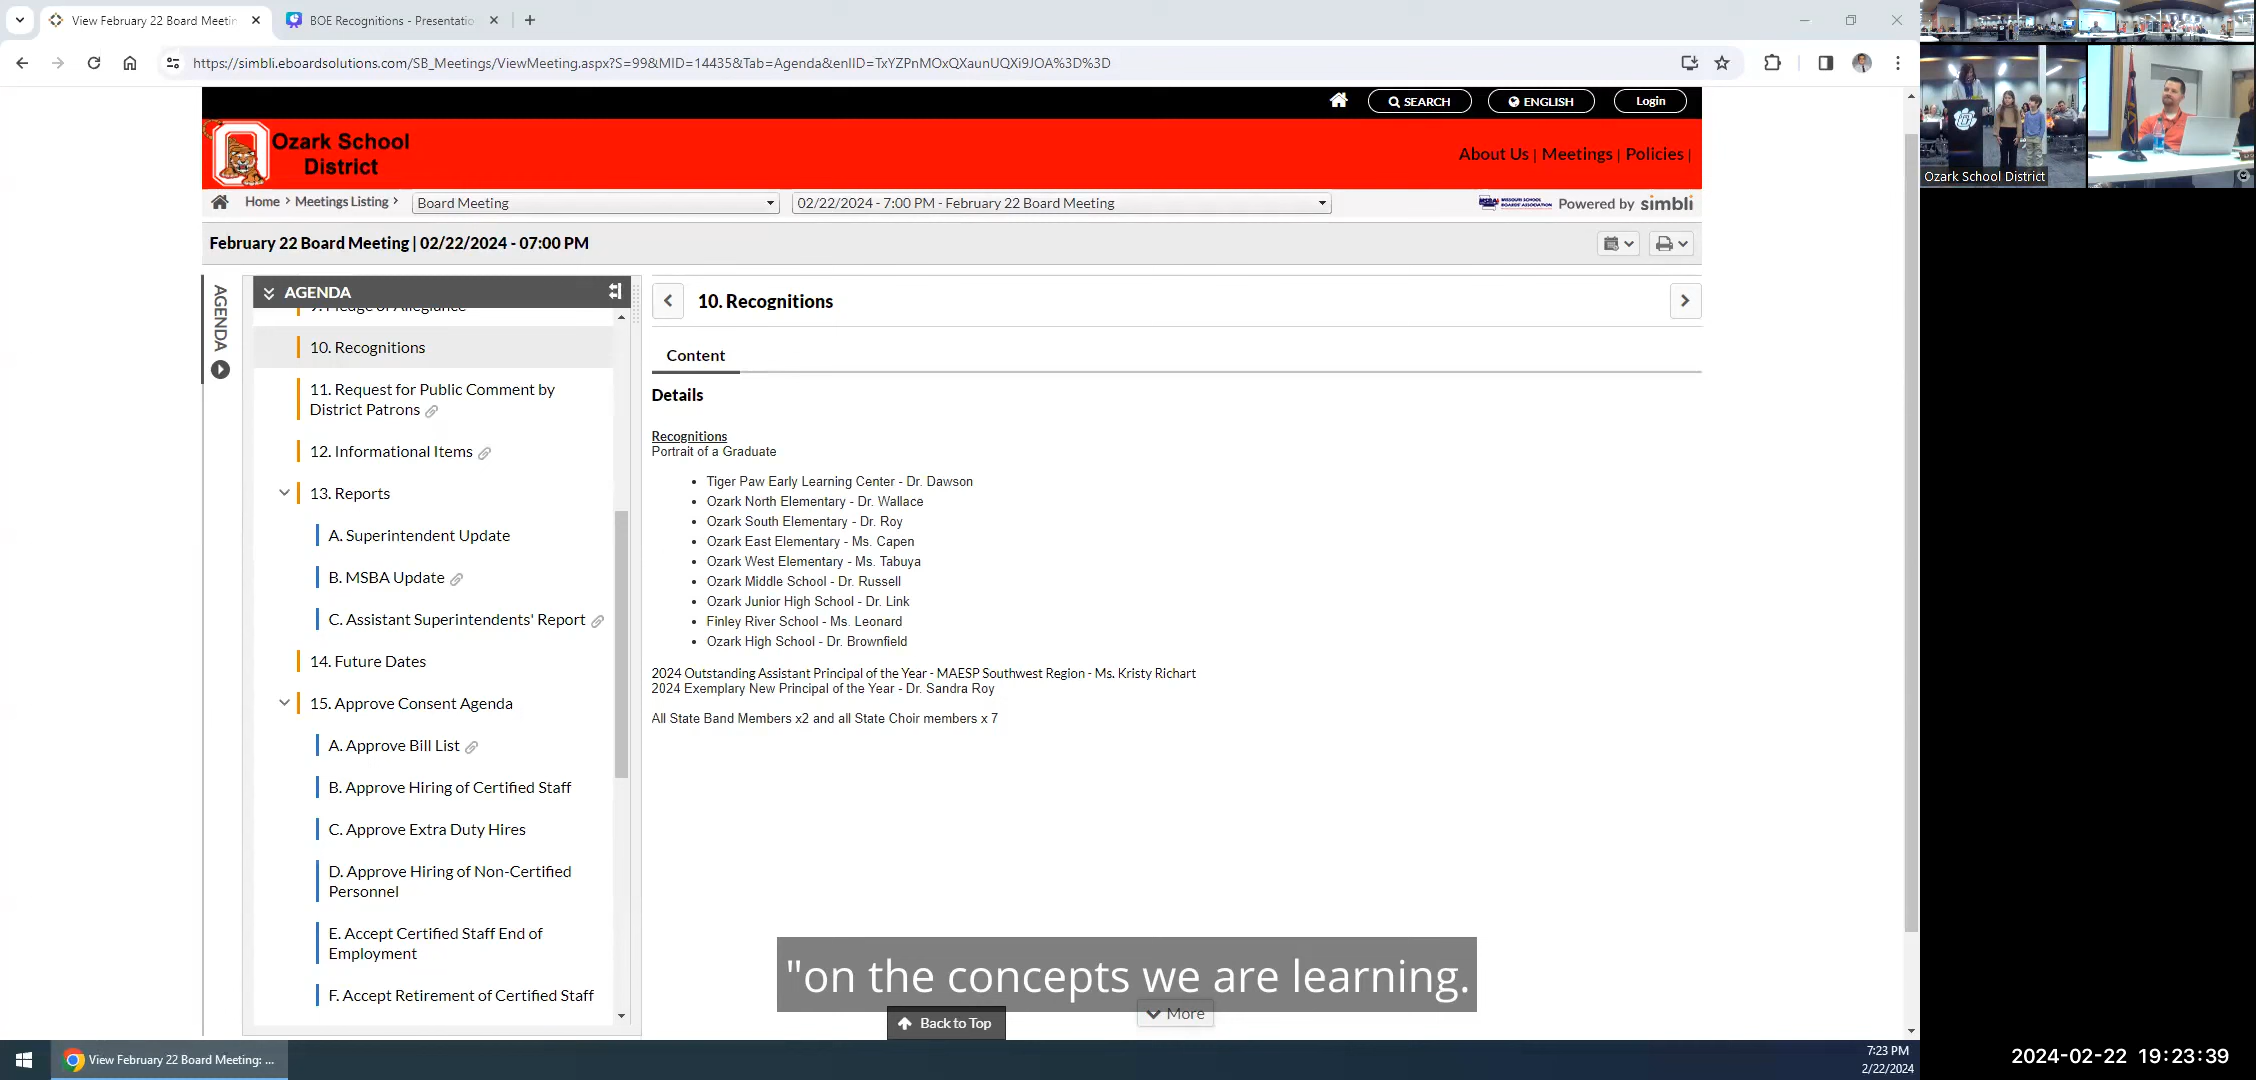 View February 22 Board Meetin
BOE Recognitions - Presentatio
https://simbli.eboardsolutions.com/SB_Meetings/ViewMeeting.aspx?S=99&MID=14435&Tab=Agenda&enIID=TxYZPnMOxQXaunUQXi9JOA%3D%3D
SEARCH
ENGLISH
Login
Ozark School
District
About Us | Meetings | Policies |
Home > Meetings Listing >
Board Meeting
02/22/2024 - 7:00 PM - February 22 Board Meeting
MSBA MISSOURI SCHOOL BOARDS' ASSOCIATION
Powered by simbli
February 22 Board Meeting | 02/22/2024 - 07:00 PM
AGENDA
AGENDA
9. Pledge of Allegiance
10. Recognitions
11. Request for Public Comment by
District Patrons
12. Informational Items
13. Reports
A. Superintendent Update
B. MSBA Update
C. Assistant Superintendents' Report
14. Future Dates
15. Approve Consent Agenda
A. Approve Bill List
B. Approve Hiring of Certified Staff
C. Approve Extra Duty Hires
D. Approve Hiring of Non-Certified
Personnel
E. Accept Certified Staff End of
Employment
F. Accept Retirement of Certified Staff
10. Recognitions
Content
Details
Recognitions
Portrait of a Graduate
Tiger Paw Early Learning Center - Dr. Dawson
Ozark North Elementary - Dr. Wallace
Ozark South Elementary - Dr. Roy
Ozark East Elementary - Ms. Capen
Ozark West Elementary - Ms. Tabuya
Ozark Middle School - Dr. Russell
Ozark Junior High School - Dr. Link
Finley River School - Ms. Leonard
Ozark High School - Dr. Brownfield
2024 Outstanding Assistant Principal of the Year - MAESP Southwest Region - Ms. Kristy Richart
2024 Exemplary New Principal of the Year - Dr. Sandra Roy
All State Band Members x2 and all State Choir members x 7
"on the concepts we are learning.
More
Back to Top
View February 22 Board Meeting: ...
7:23 PM
2/22/2024
Ozark School District
2024-02-22 19:23:39